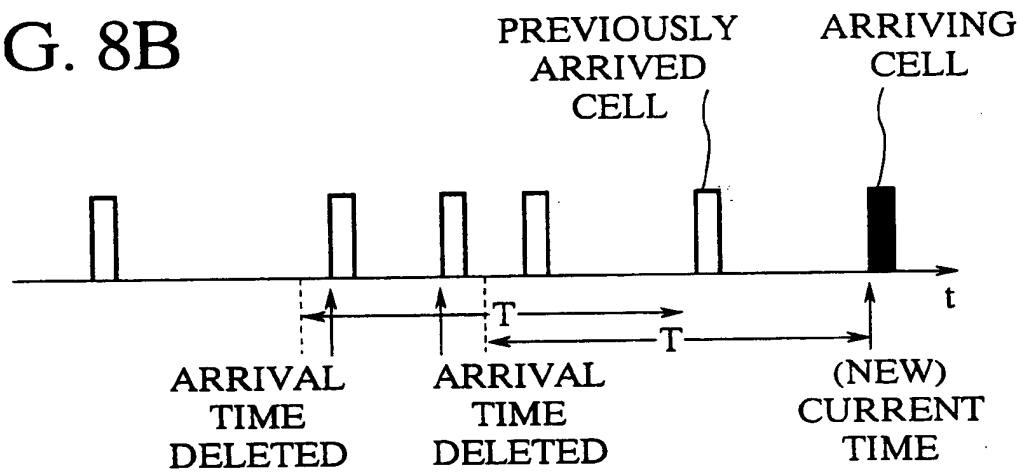 G. 8B
PREVIOUSLY
ARRIVED
CELL
ARRIVING
CELL
t
T
T
ARRIVAL
TIME
DELETED
ARRIVAL
TIME
DELETED
(NEW)
CURRENT
TIME